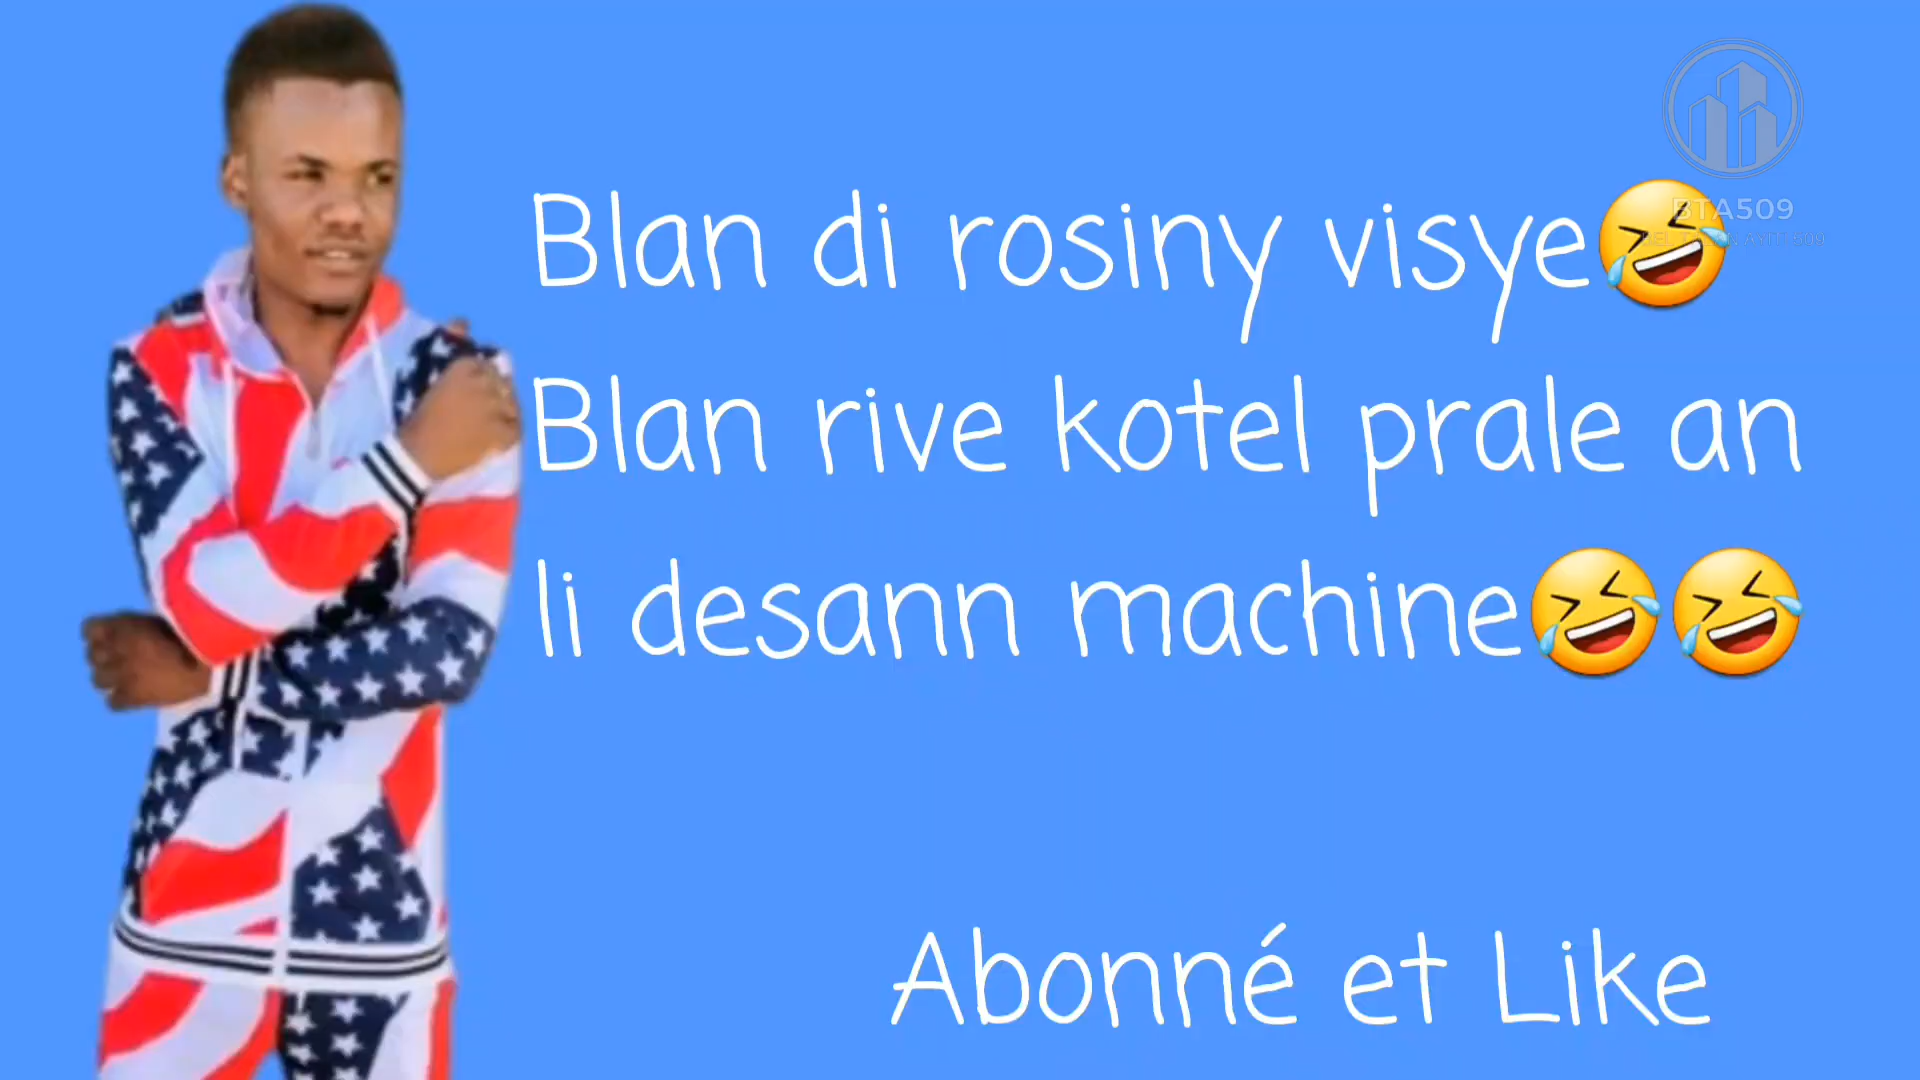 BTA509
Blan di rosiny visye🤣
Blan rive kotel prale an
li desann machine🤣🤣
Abonné et Like